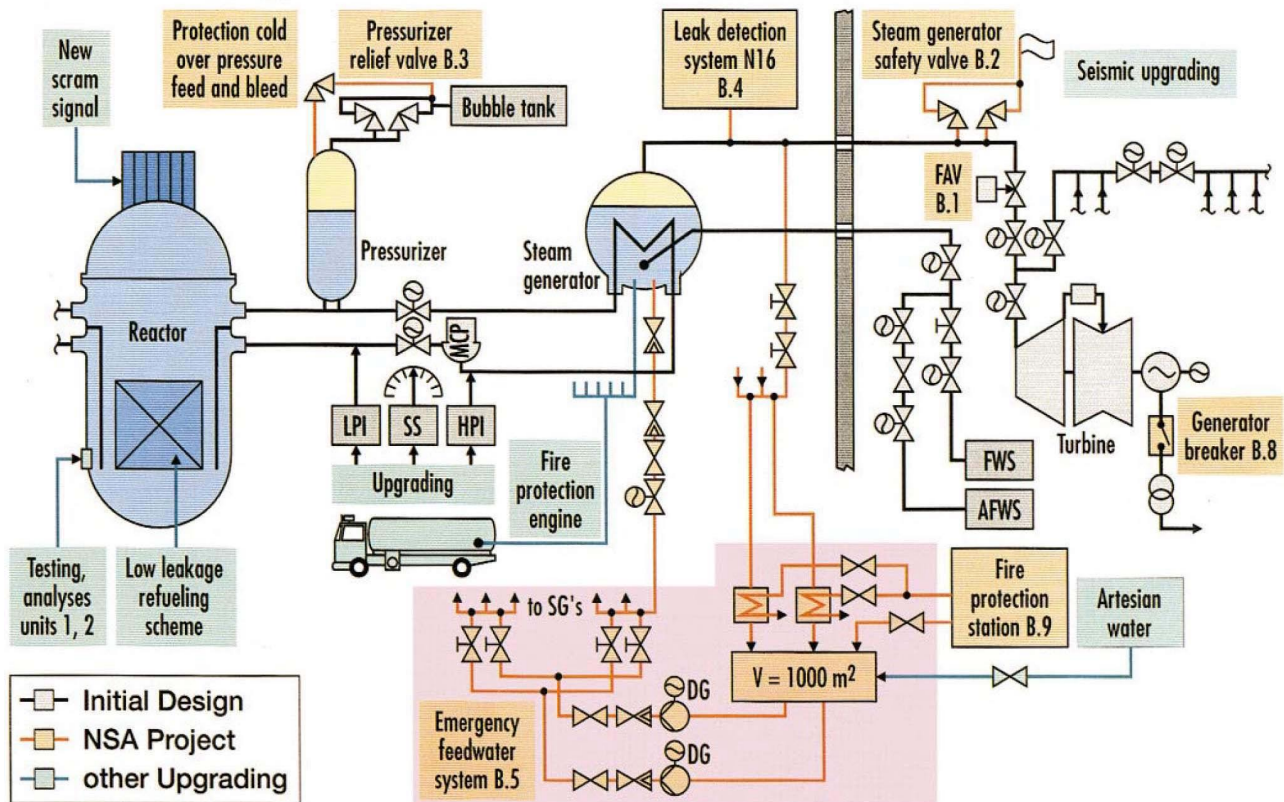 New
scram
signal
Protection cold
over pressure
feed and bleed
Pressurizer
relief valve B.3
Bubble tank
Leak detection
system N16
B.4
Steam generator
safety valve B.2
Seismic upgrading
FAV
B.1
Pressurizer
Steam
generator
Reactor
MCP
LPI
SS
HPI
Upgrading
Fire
protection
engine
Turbine
Generator
breaker B.8
FWS
AFWS
Testing,
analyses
units 1, 2
Low leakage
refueling
scheme
to SG's
Fire
protection
station B.9
Artesian
water
V = 1000 m²
DG
DG
Emergency
feedwater
system B.5
Initial Design
NSA Project
other Upgrading